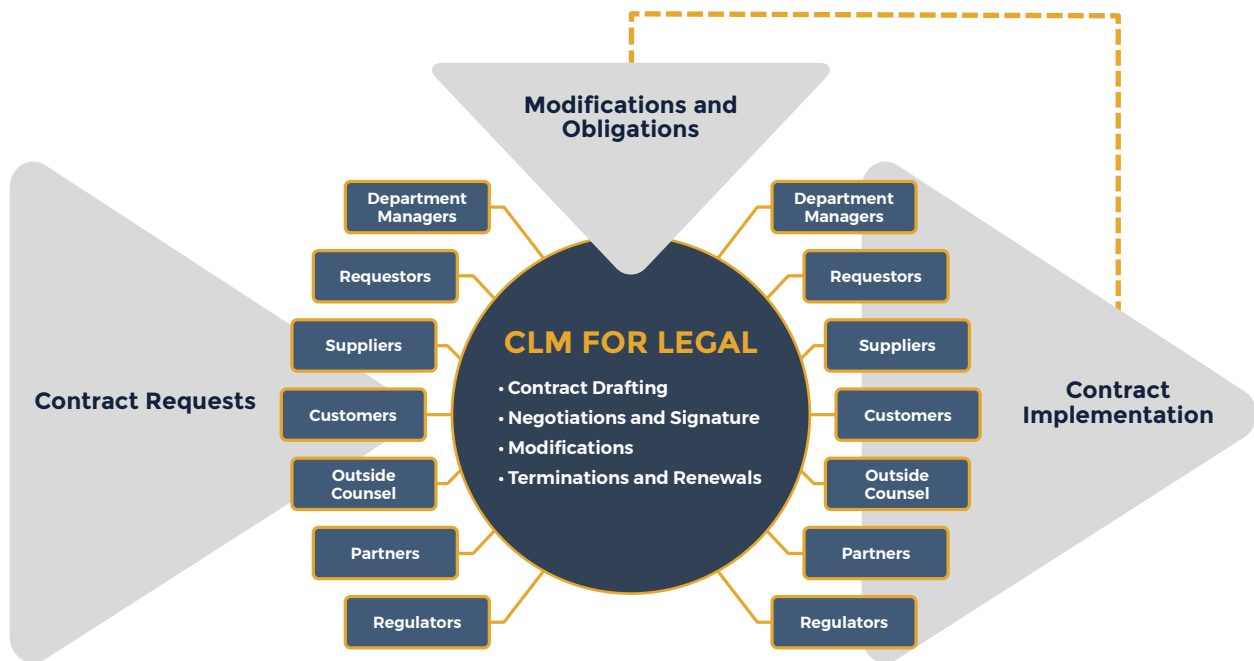 Modifications and
Obligations
Contract Requests
Department
Managers
Requestors
Suppliers
Customers
Outside
Counsel
Partners
Regulators
CLM FOR LEGAL
• Contract Drafting
• Negotiations and Signature
• Modifications
• Terminations and Renewals
Department
Managers
Requestors
Suppliers
Customers
Outside
Counsel
Partners
Regulators
Contract
Implementation